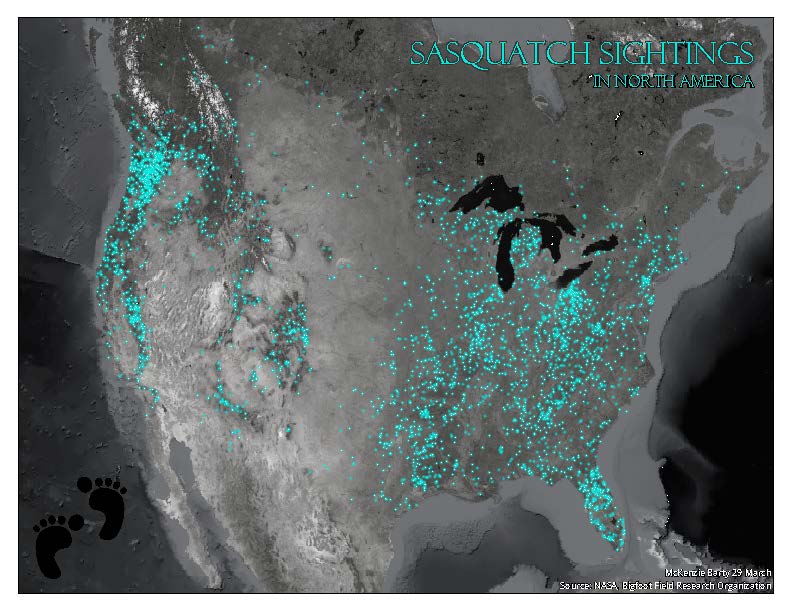 SASQUATCH SIGHTINGS
IN NORTH AMERICA
McKenzie Barty 29 March
Source: NASA, Bigfoot Field Research Organization